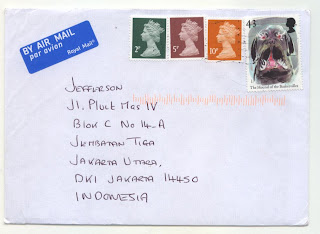 BY AIR MAIL
par avion
Royal Mail
2P
5P
10P
43
The Hound of the Baskervilles
JEFFERSON
Jl. Pluit Mas IV
Blok C No 14-A
JEMBATAN TIGA
JAKARTA UTARA,
DKI JAKARTA 14450
INDONESIA